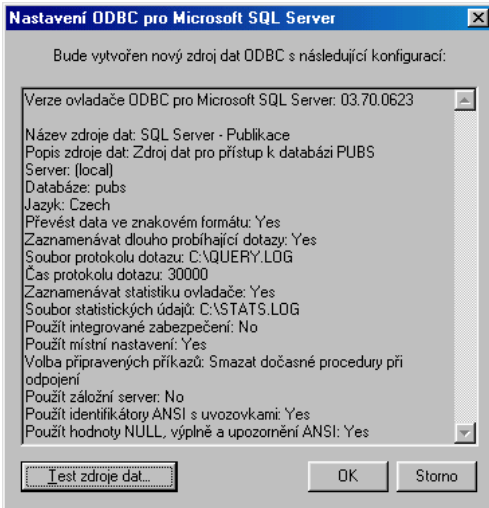 Nastavení ODBC pro Microsoft SQL Server
Bude vytvořen nový zdroj dat ODBC s následující konfigurací:
Verze ovladače ODBC pro Microsoft SQL Server: 03.70.0623
Název zdroje dat: SQL Server - Publikace
Popis zdroje dat: Zdroj dat pro přístup k databázi PUBS
Server: (local)
Databáze: pubs
Jazyk: Czech
Převést data ve znakovém formátu: Yes
Zaznamenávat dlouho probíhající dotazy: Yes
Soubor protokolu dotazu: C:\QUERY.LOG
Čas protokolu dotazu: 30000
Zaznamenávat statistiku ovladače: Yes
Soubor statistických údajů: C:\STATS.LOG
Použít integrované zabezpečení: No
Použít místní nastavení: Yes
Volba připravených příkazů: Smazat dočasné procedury při
odpojení
Použít záložní server: No
Použít identifikátory ANSI s uvozovkami: Yes
Použít hodnoty NULL, výplně a upozornění ANSI: Yes
Test zdroje dat...
OK
Storno